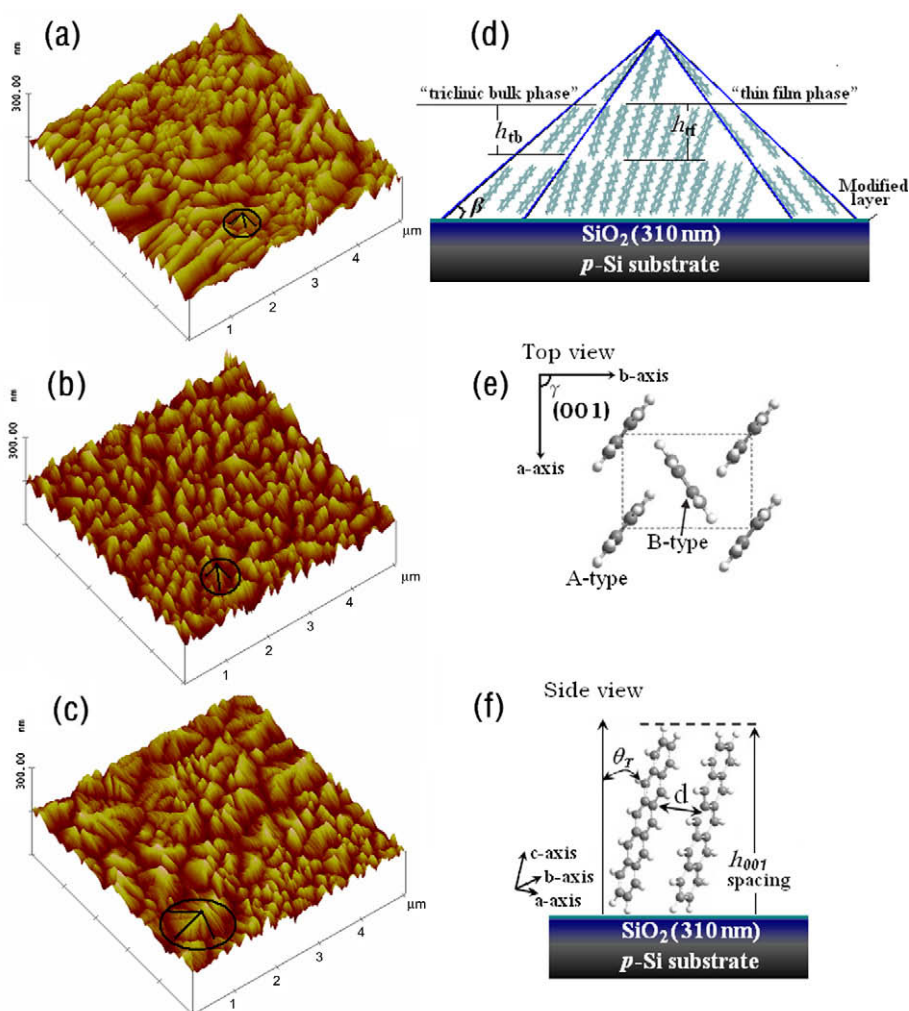 (a)
300.00
nm
1
2
3
4
μm
(b)
300.00
nm
1
2
3
4
μm
(c)
300.00
nm
1
2
3
4
μm
(d)
“triclinic bulk phase”
“thin film phase”
h_tb
h_tf
β
Modified
layer
SiO₂ (310 nm)
p-Si substrate
(e)
Top view
b-axis
γ
(001)
a-axis
B-type
A-type
(f)
Side view
θ_T
d
c-axis
b-axis
a-axis
h₀₀₁
spacing
SiO₂ (310 nm)
p-Si substrate